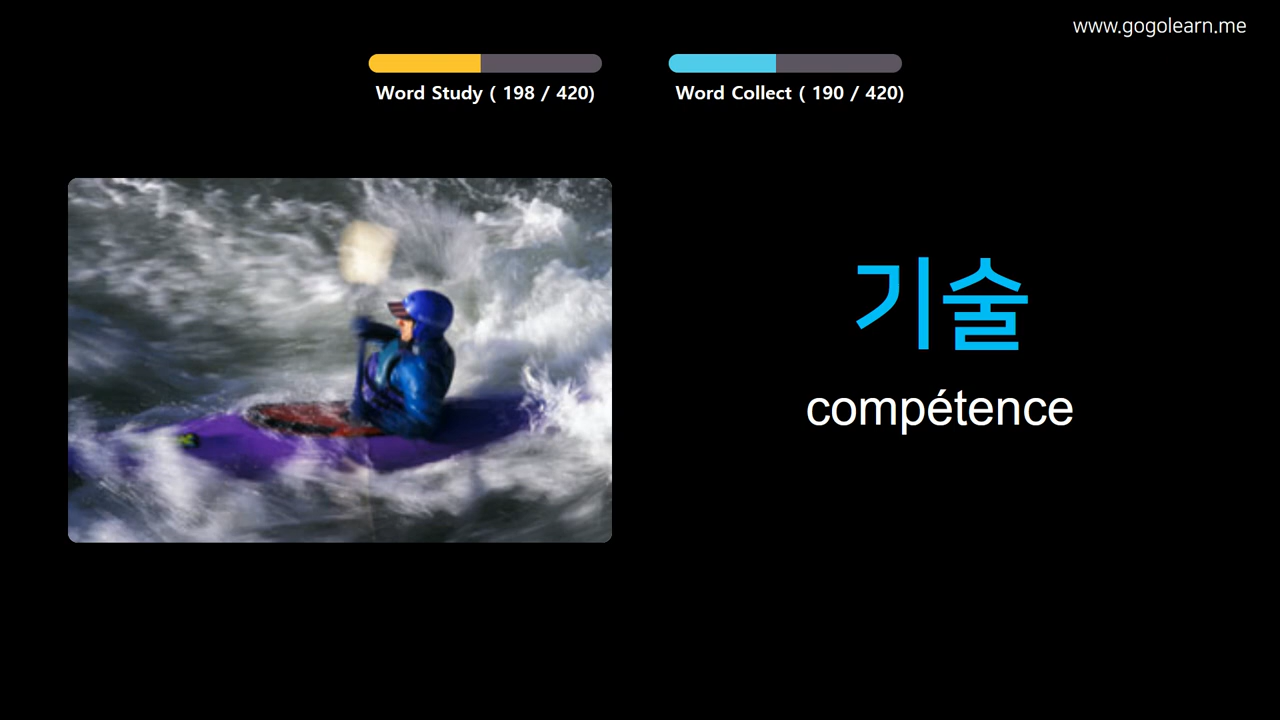 www.gogolearn.me
Word Study ( 198 / 420)
Word Collect ( 190 / 420)
기술
compétence